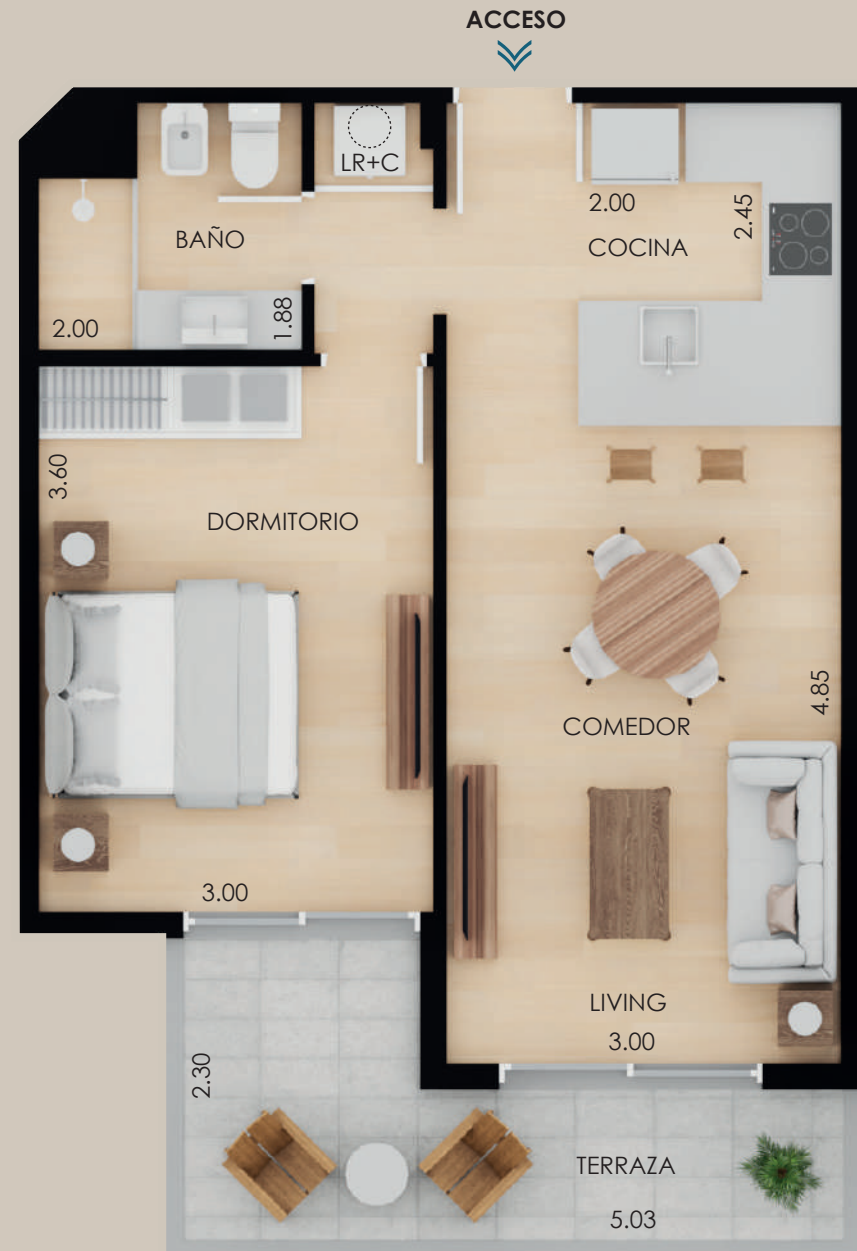 ACCESO
LR+C
2.00
2.45
BAÑO
COCINA
2.00
1.88
3.60
DORMITORIO
4.85
COMEDOR
3.00
LIVING
3.00
2.30
TERRAZA
5.03